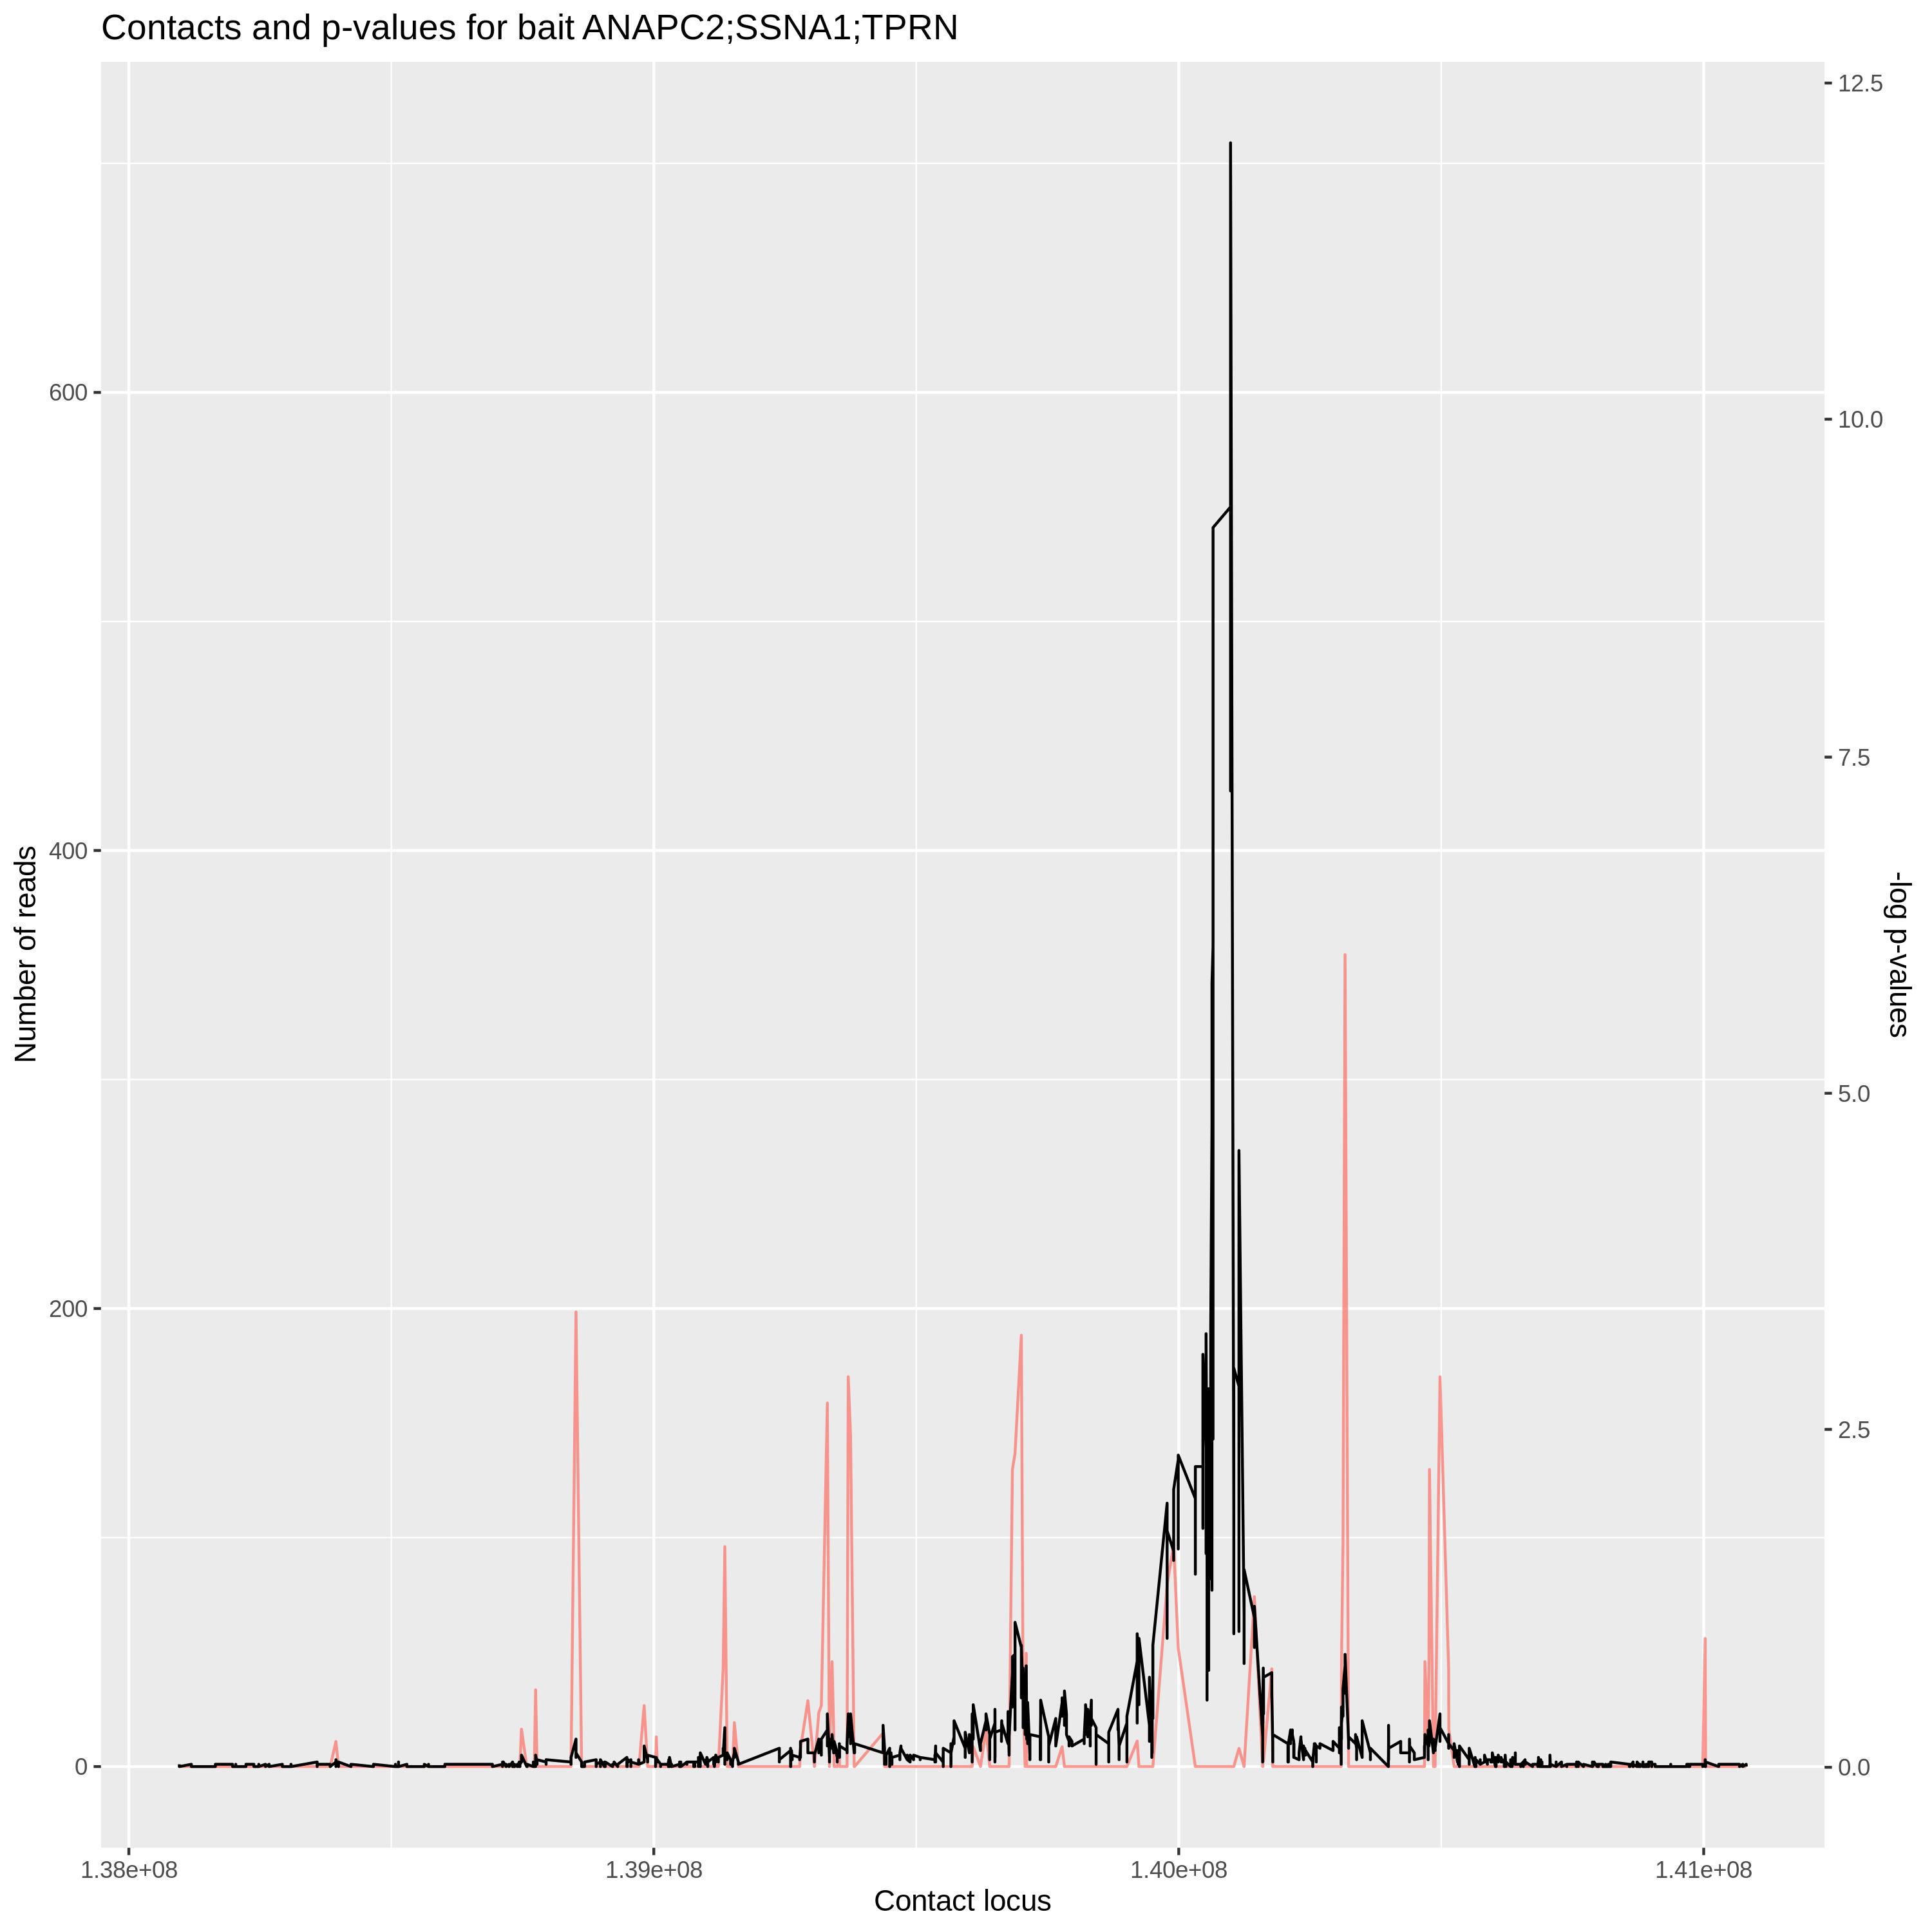 Contacts and p-values for bait ANAPC2;SSNA1;TPRN
12.5
600
10.0
7.5
400
Number of reads
-log p-values
5.0
200
2.5
0
0.0
1.38e+08
1.39e+08
1.40e+08
1.41e+08
Contact locus